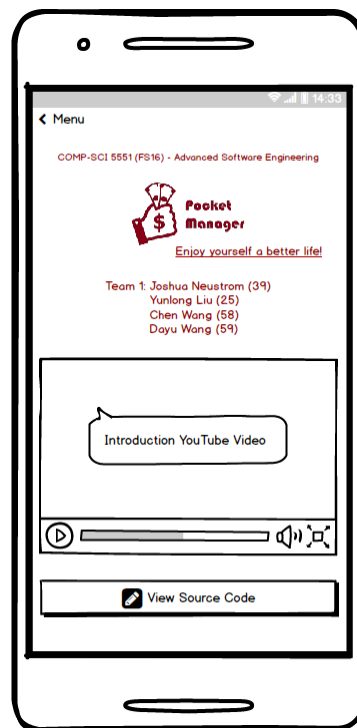 14:33
Menu
COMP-SCI 5551 (FS16) - Advanced Software Engineering
$
Pocket
Manager
Enjoy yourself a better life!
Team 1: Joshua Neustrom (39)
Yunlong Liu (25)
Chen Wang (58)
Dayu Wang (59)
Introduction YouTube Video
View Source Code